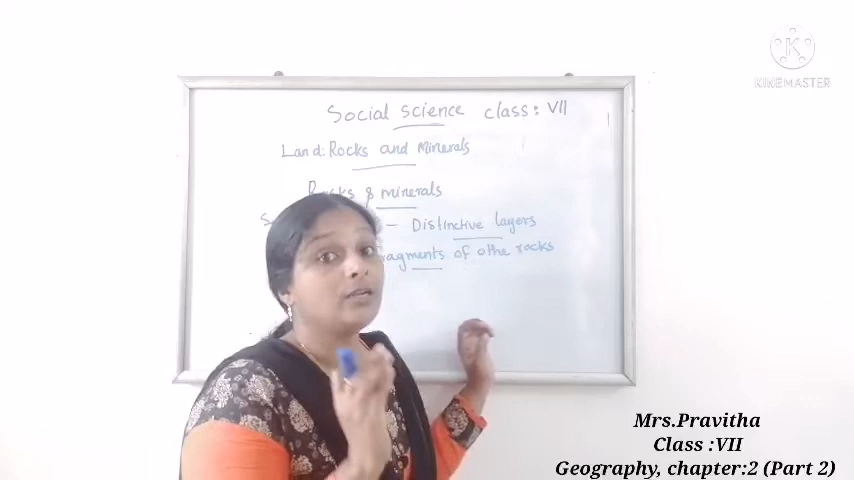 Social Science class: VII
Land: Rocks and Minerals
Rocks & minerals
— Distinctive layers
ragments of othe rocks
KINEMASTER
Mrs.Pravitha
Class :VII
Geography, chapter:2 (Part 2)